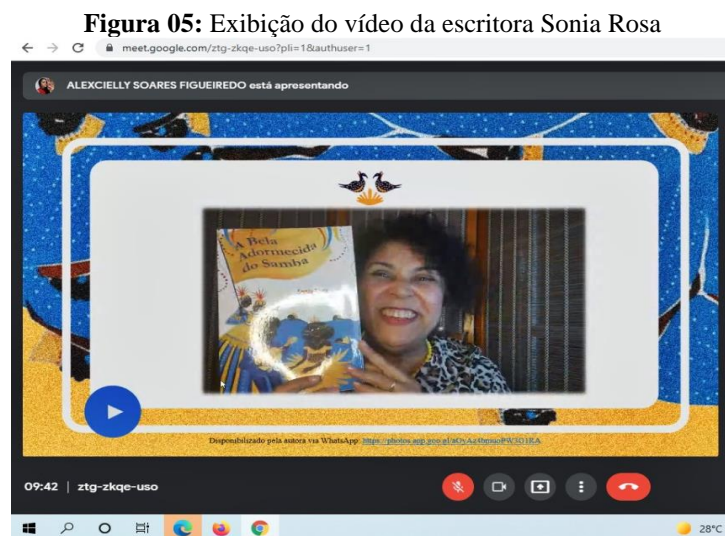 Figura 05: Exibição do vídeo da escritora Sonia Rosa
meet.google.com/ztg-zkqe-uso?pli=1&authuser=1
ALEXCIELLY SOARES FIGUEIREDO está apresentando
A Bela
Adormecida
do Samba
Disponibilizado pela autora via WhatsApp:
09:42 | ztg-zkqe-uso
28°C